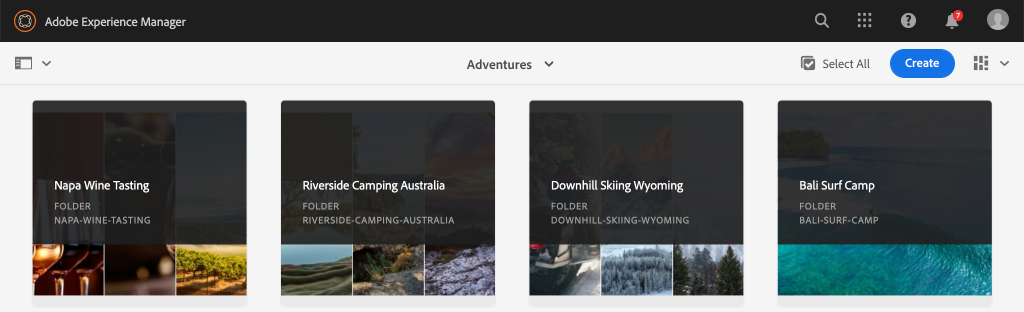 Adobe Experience Manager
7
Adventures
Select All
Create
Napa Wine Tasting
FOLDER
NAPA-WINE-TASTING
Riverside Camping Australia
FOLDER
RIVERSIDE-CAMPING-AUSTRALIA
Downhill Skiing Wyoming
FOLDER
DOWNHILL-SKIING-WYOMING
Bali Surf Camp
FOLDER
BALI-SURF-CAMP